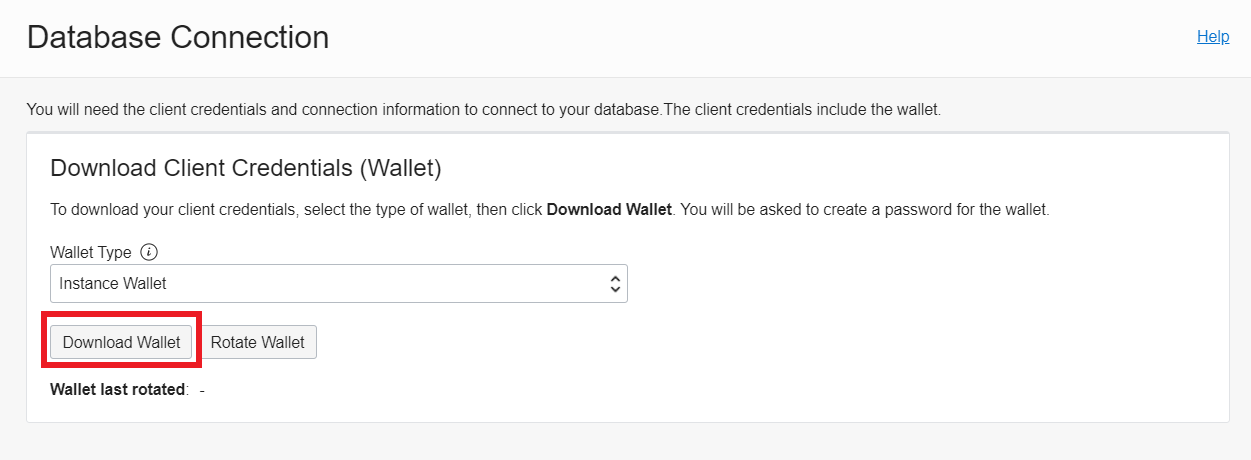 Database Connection
Help
You will need the client credentials and connection information to connect to your database.The client credentials include the wallet.
Download Client Credentials (Wallet)
To download your client credentials, select the type of wallet, then click Download Wallet. You will be asked to create a password for the wallet.
Wallet Type i
Instance Wallet
Download Wallet Rotate Wallet
Wallet last rotated: -